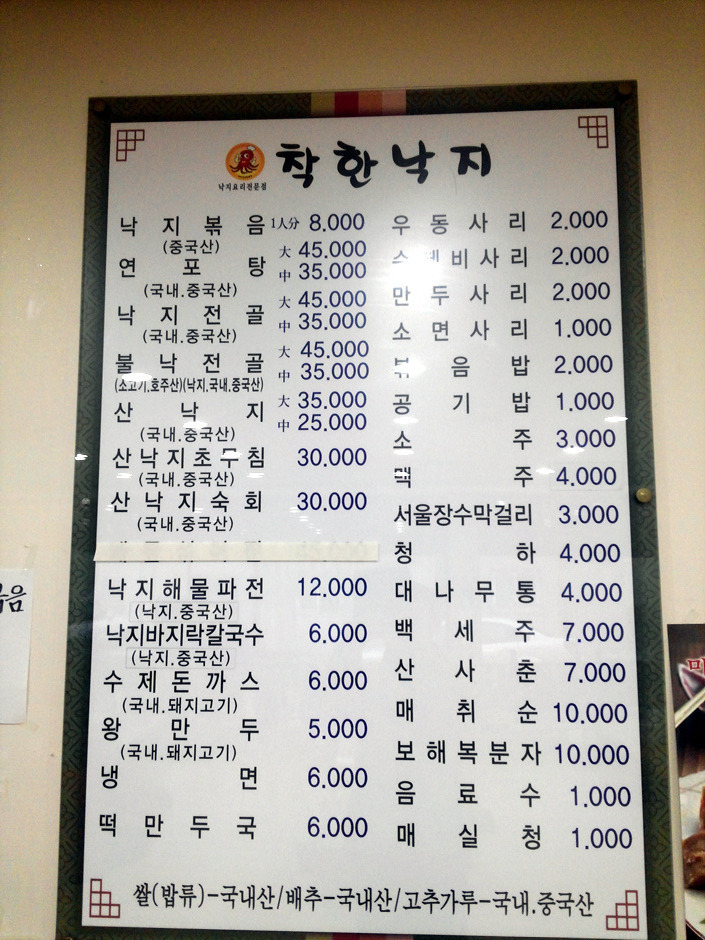 착한낙지
낙지요리전문점
낙지볶음 1人分 8.000
(중국산) 大 45.000
연포탕 中 35.000
(국내.중국산) 大 45.000
낙지전골 中 35.000
(국내.중국산) 大 45.000
불낙전골 中 35.000
(소고기.호주산)(낙지.국내.중국산)
산낙지 大 35.000
中 25.000
(국내.중국산)
산낙지초무침 30.000
(국내.중국산)
산낙지숙회 30.000
(국내.중국산)
낙지해물파전 12.000
(낙지.중국산)
낙지바지락칼국수 6.000
(낙지.중국산)
수제돈까스 6.000
(국내.돼지고기)
왕만두 5.000
(국내.돼지고기)
냉면 6.000
떡만두국 6.000
우동사리 2.000
스텐비사리 2.000
만두사리 2.000
소면사리 1.000
볶음밥 2.000
공기밥 1.000
소주 3.000
맥주 4.000
서울장수막걸리 3.000
청하 4.000
대나무통 4.000
백세주 7.000
산사춘 7.000
매취순 10.000
보해복분자 10.000
음료수 1.000
매실청 1.000
쌀(밥류)-국내산/배추-국내산/고추가루-국내.중국산
음